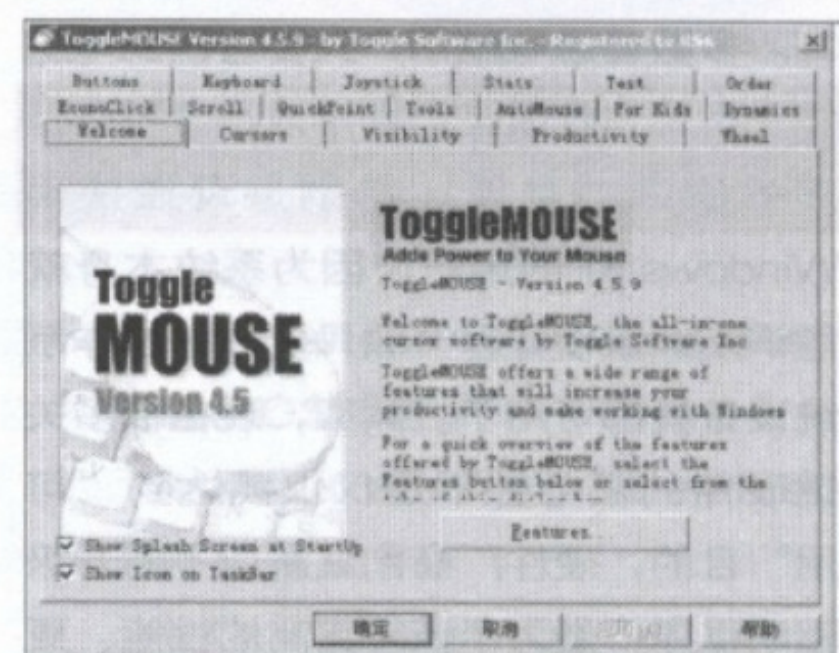 ToggleMOUSE Version 4.5.9 - by Toggle Software Inc. - Registered to
Buttons Keyboard Joystick Stats Test Order
EconoClick Scroll QuickPoint Tools AutoMouse For Kids Dynamics
Welcome Cursors Visibility Productivity Wheel
Toggle
MOUSE
Version 4.5
ToggleMOUSE
Adds Power to Your Mouse
ToggleMOUSE - Version 4.5.9
Welcome to ToggleMOUSE, the all-in-one
cursor software by Toggle Software Inc
ToggleMOUSE offers a wide range of
features that will increase your
productivity and make working with Windows
For a quick overview of the features
offered by ToggleMOUSE, select the
Features button below or select from the
tabs of this dialog box
Features...
Show Splash Screen at StartUp
Show Icon on TaskBar
确定 取消 帮助